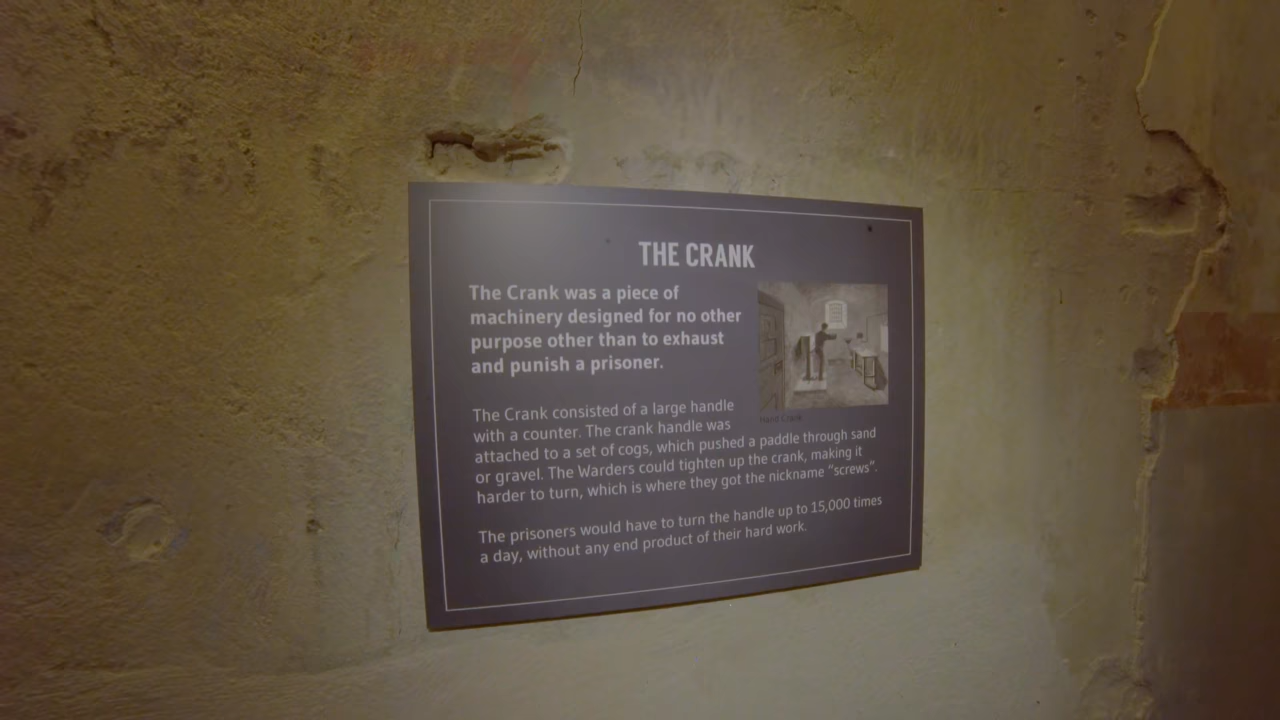 THE CRANK
The Crank was a piece of
machinery designed for no other
purpose other than to exhaust
and punish a prisoner.
Hand Crank
The Crank consisted of a large handle
with a counter. The crank handle was
attached to a set of cogs, which pushed a paddle through sand
or gravel. The Warders could tighten up the crank, making it
harder to turn, which is where they got the nickname “screws”.
The prisoners would have to turn the handle up to 15,000 times
a day, without any end product of their hard work.